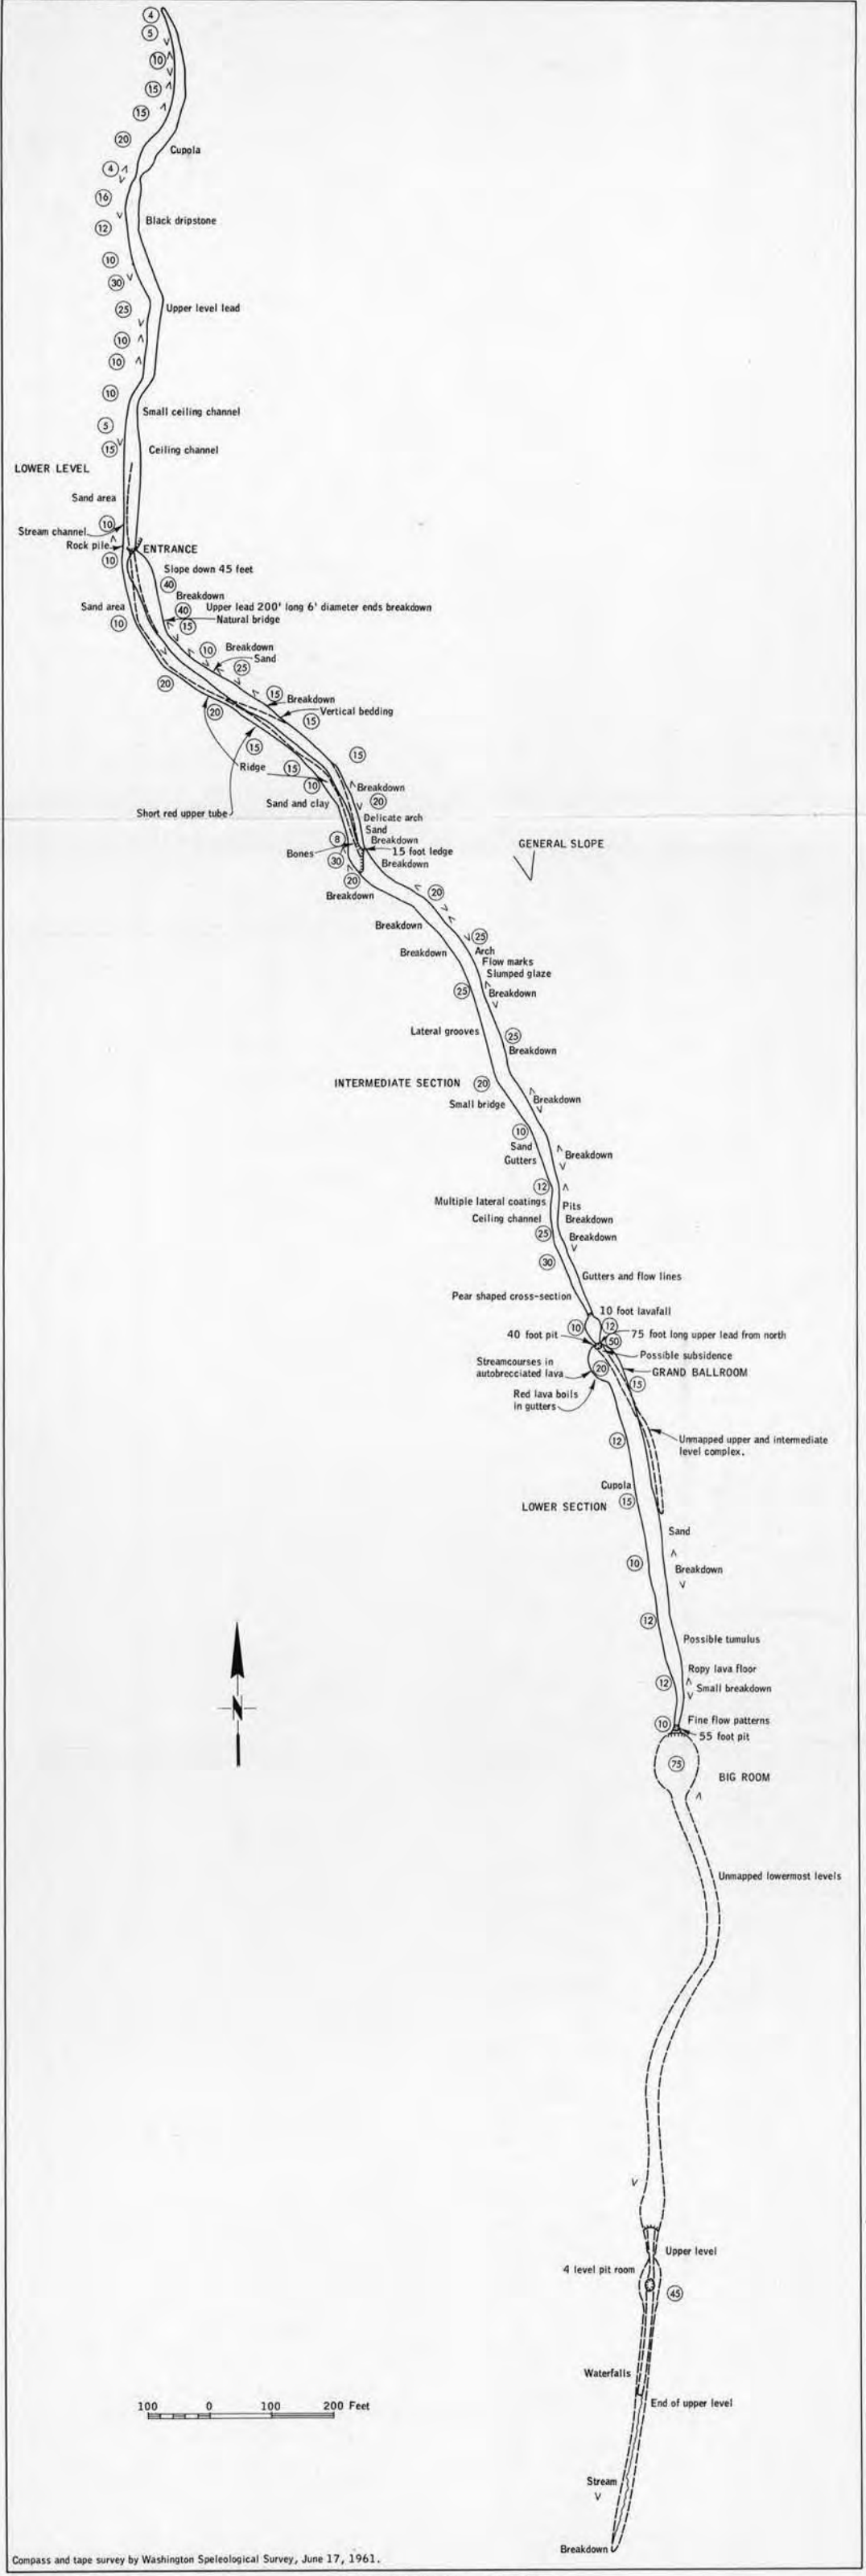 4
5
10
15
15
20
Cupola
4
16
Black dripstone
12
10
30
Upper level lead
25
10
10
10
Small ceiling channel
5
15
Ceiling channel
LOWER LEVEL
Sand area
10
Stream channel
Rock pile
ENTRANCE
10
Slope down 45 feet
40
Breakdown
Sand area
40
Upper lead 200' long 6' diameter ends breakdown
10
15
Natural bridge
10
Breakdown
Sand
25
20
15
Breakdown
20
15
Vertical bedding
15
15
Ridge
15
10
Breakdown
Sand and clay
20
Short red upper tube
Delicate arch
Sand
8
Breakdown
Bones
15 foot ledge
30
Breakdown
20
Breakdown
GENERAL SLOPE
20
Breakdown
25
Breakdown
Arch
Flow marks
Slumped glaze
25
Breakdown
Lateral grooves
25
Breakdown
INTERMEDIATE SECTION
20
Small bridge
Breakdown
10
Sand
Gutters
Breakdown
12
Multiple lateral coatings
Pits
Ceiling channel
Breakdown
25
Breakdown
30
Gutters and flow lines
Pear shaped cross-section
10 foot lavafall
10
12
40 foot pit
50
75 foot long upper lead from north
Possible subsidence
Streamcourses in
autobrecciated lava
20
GRAND BALLROOM
15
Red lava boils
in gutters
12
Unmapped upper and intermediate
level complex.
Cupola
LOWER SECTION
15
Sand
10
Breakdown
12
Possible tumulus
Ropy lava floor
12
Small breakdown
N
10
Fine flow patterns
55 foot pit
75
BIG ROOM
Unmapped lowermost levels
Upper level
4 level pit room
45
Waterfalls
End of upper level
100 0 100 200 Feet
Stream
Breakdown
Compass and tape survey by Washington Speleological Survey, June 17, 1961.